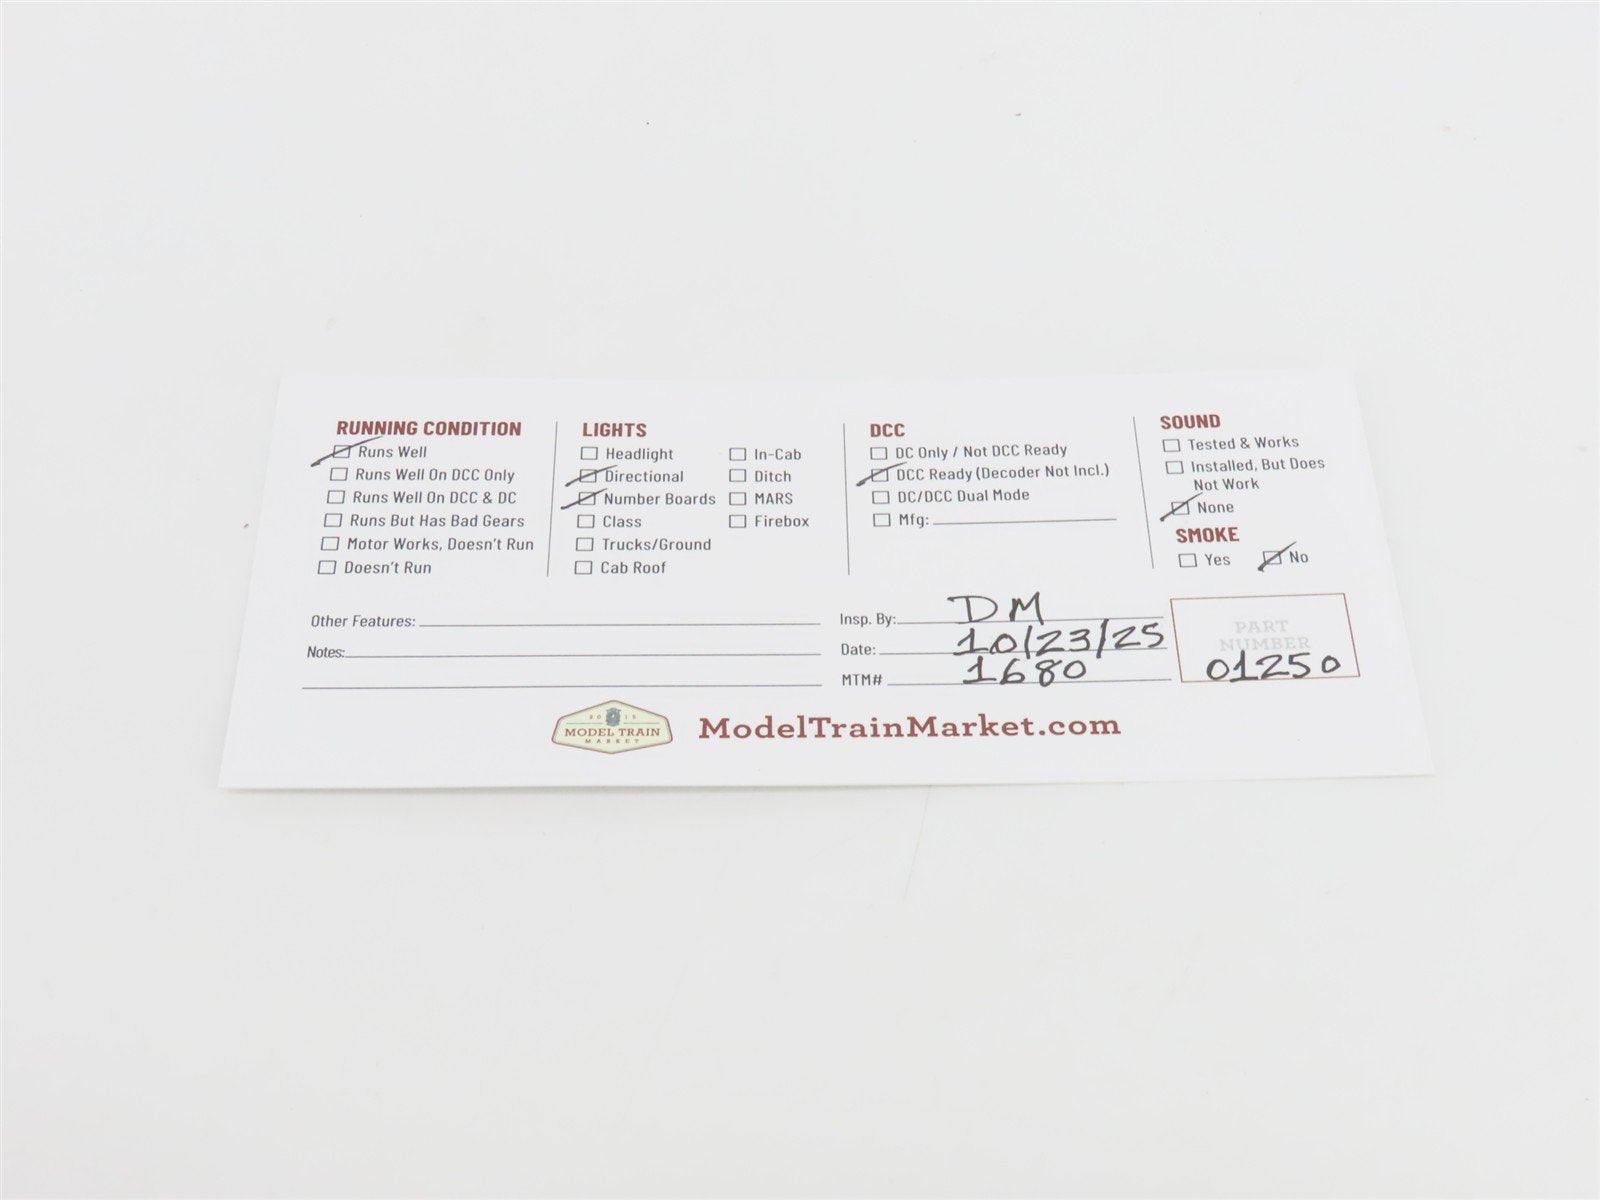 RUNNING CONDITION
Runs Well
Runs Well On DCC Only
Runs Well On DCC & DC
Runs But Has Bad Gears
Motor Works, Doesn't Run
Doesn't Run
LIGHTS
Headlight
Directional
Number Boards
Class
Trucks/Ground
Cab Roof
In-Cab
Ditch
MARS
Firebox
DCC
DC Only / Not DCC Ready
DCC Ready (Decoder Not Incl.)
DC/DCC Dual Mode
Mfg:
SOUND
Tested & Works
Installed, But Does
Not Work
None
SMOKE
Yes No
Other Features:
Notes:
Insp. By: DM
Date: 10/23/25
MTM# 1680
PART
NUMBER
01250
2015
MODEL TRAIN
MARKET
ModelTrainMarket.com